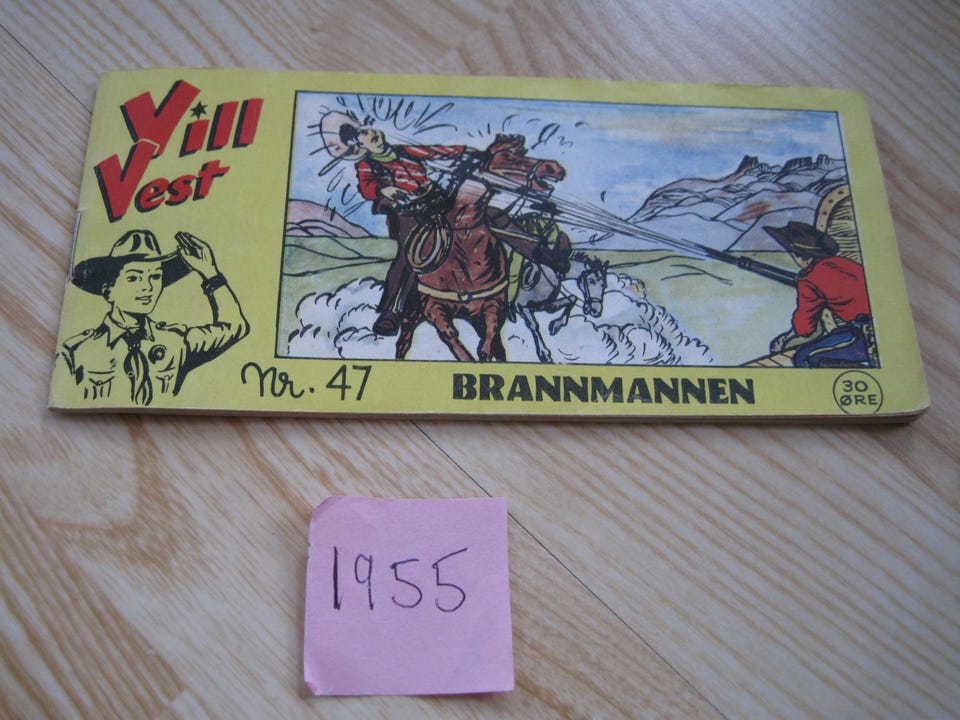 Vill
Vest
Nr. 47
BRANNMANNEN
30
ØRE
1955